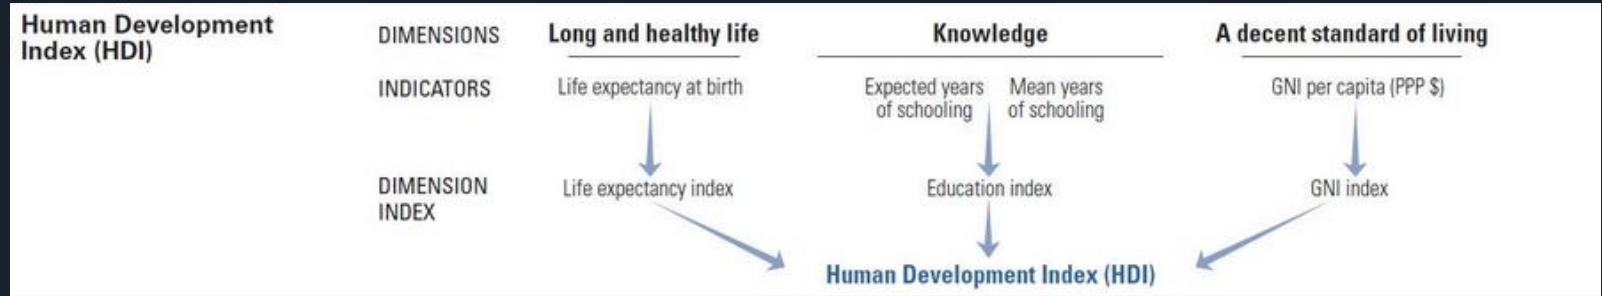 Human Development
Index (HDI)
DIMENSIONS
Long and healthy life
Knowledge
A decent standard of living
INDICATORS
Life expectancy at birth
Expected years
of schooling
Mean years
of schooling
GNI per capita (PPP $)
DIMENSION
INDEX
Life expectancy index
Education index
GNI index
Human Development Index (HDI)